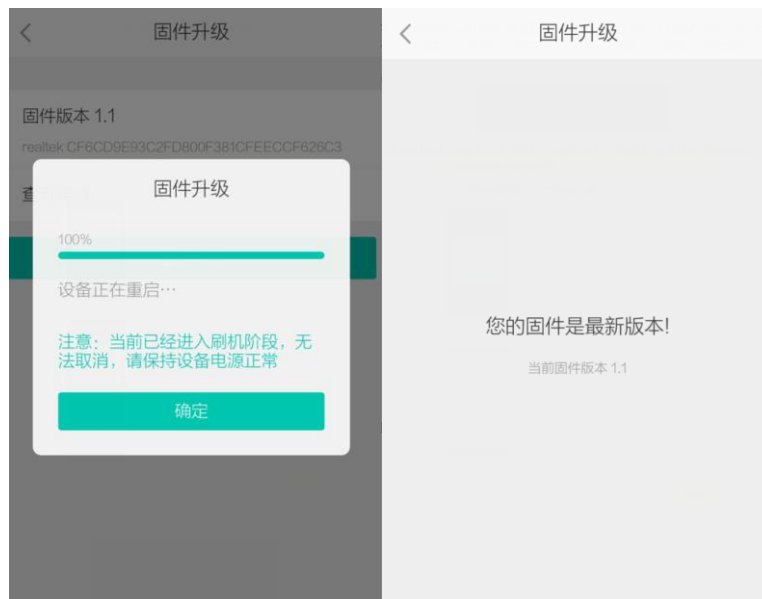 固件升级
固件版本 1.1
realtek CF6CD9E93C2FD800F381CFEECCF626C3
查
固件升级
100%
设备正在重启…
注意：当前已经进入刷机阶段，无
法取消，请保持设备电源正常
确定
固件升级
您的固件是最新版本!
当前固件版本 1.1